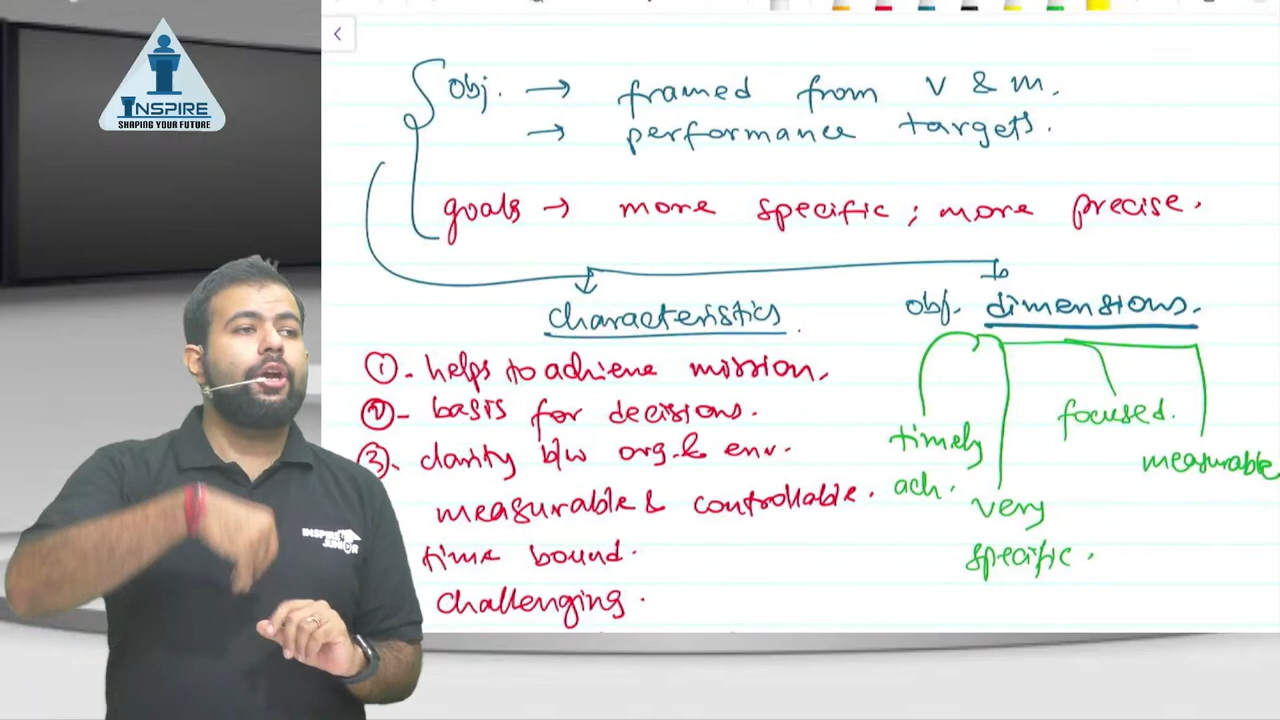 INSPIRE
SHAPING YOUR FUTURE
obj. → framed from v & m.
→ performance targets.
goals → more specific ; more precise.
characteristics.
obj. dimensions.
①- helps to achieve mission.
②- basis for decisions.
③. clarity b/w org. & env.
measurable & controllable.
time bound.
challenging.
timely
ach.
very
specific.
focused.
measurable
INSPIRE
JUNIOR